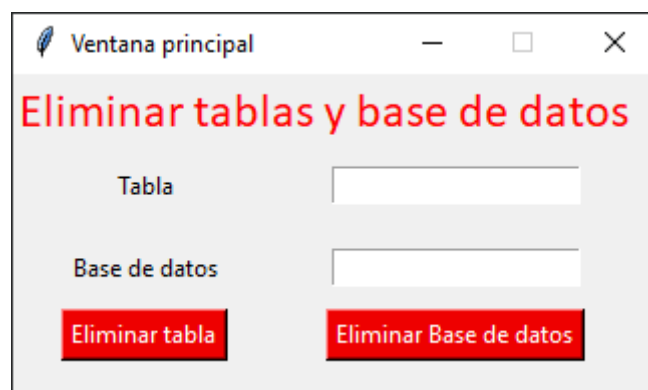 Ventana principal
Eliminar tablas y base de datos
Tabla
Base de datos
Eliminar tabla Eliminar Base de datos